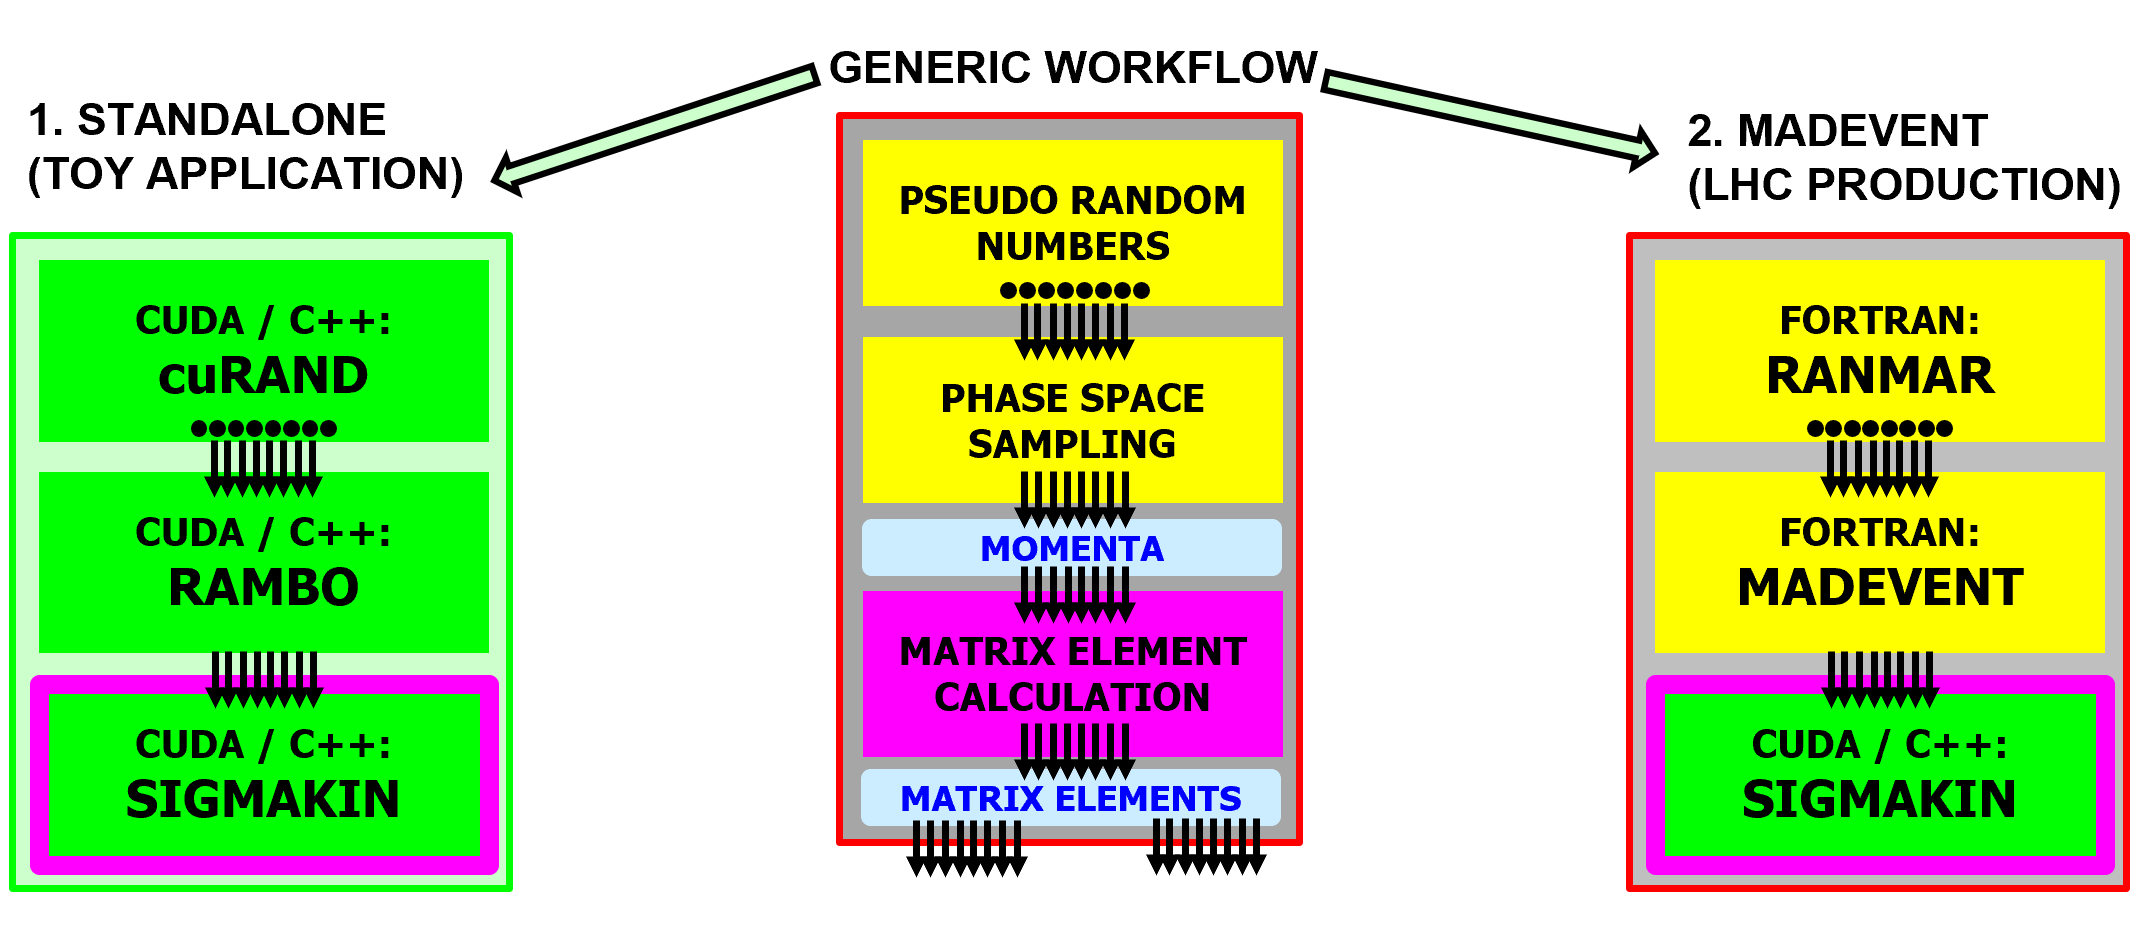 GENERIC WORKFLOW
1. STANDALONE
(TOY APPLICATION)
CUDA / C++:
cuRAND
CUDA / C++:
RAMBO
CUDA / C++:
SIGMAKIN
PSEUDO RANDOM
NUMBERS
PHASE SPACE
SAMPLING
MOMENTA
MATRIX ELEMENT
CALCULATION
MATRIX ELEMENTS
2. MADEVENT
(LHC PRODUCTION)
FORTRAN:
RANMAR
FORTRAN:
MADEVENT
CUDA / C++:
SIGMAKIN